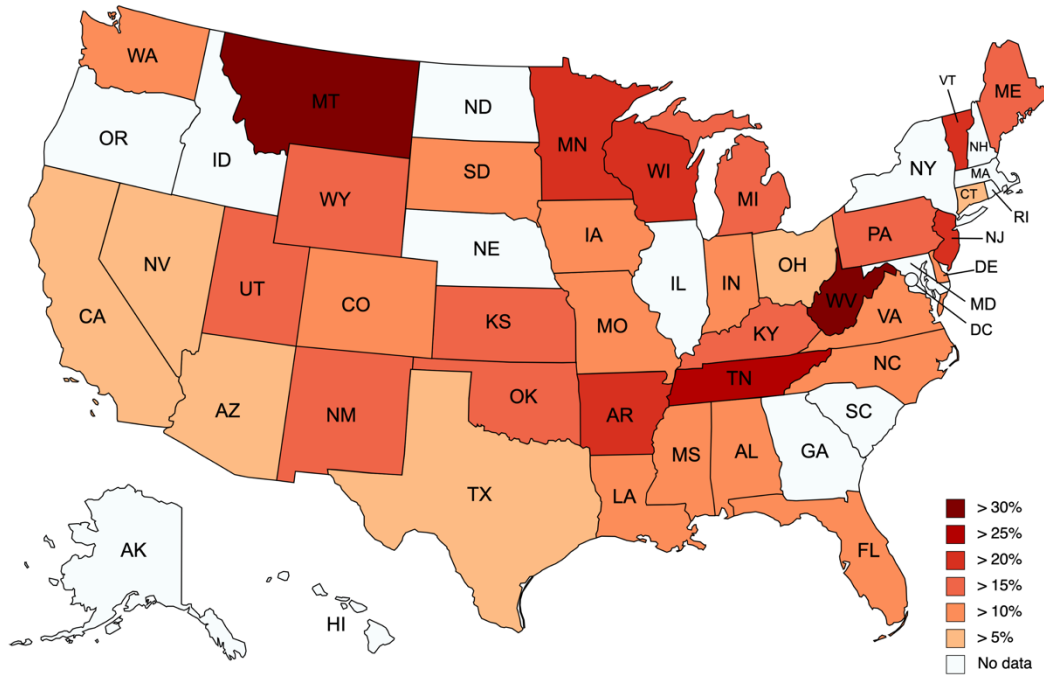 WA
MT
ND
MN
VT
ME
OR
ID
SD
WI
NY
NH
MA
WY
MI
CT
RI
NV
NE
IA
PA
NJ
UT
CO
IL
IN
OH
DE
CA
KS
MO
WV
VA
MD
KY
DC
AZ
NM
OK
AR
TN
NC
SC
MS
AL
GA
TX
LA
AK
FL
HI
> 30%
> 25%
> 20%
> 15%
> 10%
> 5%
No data